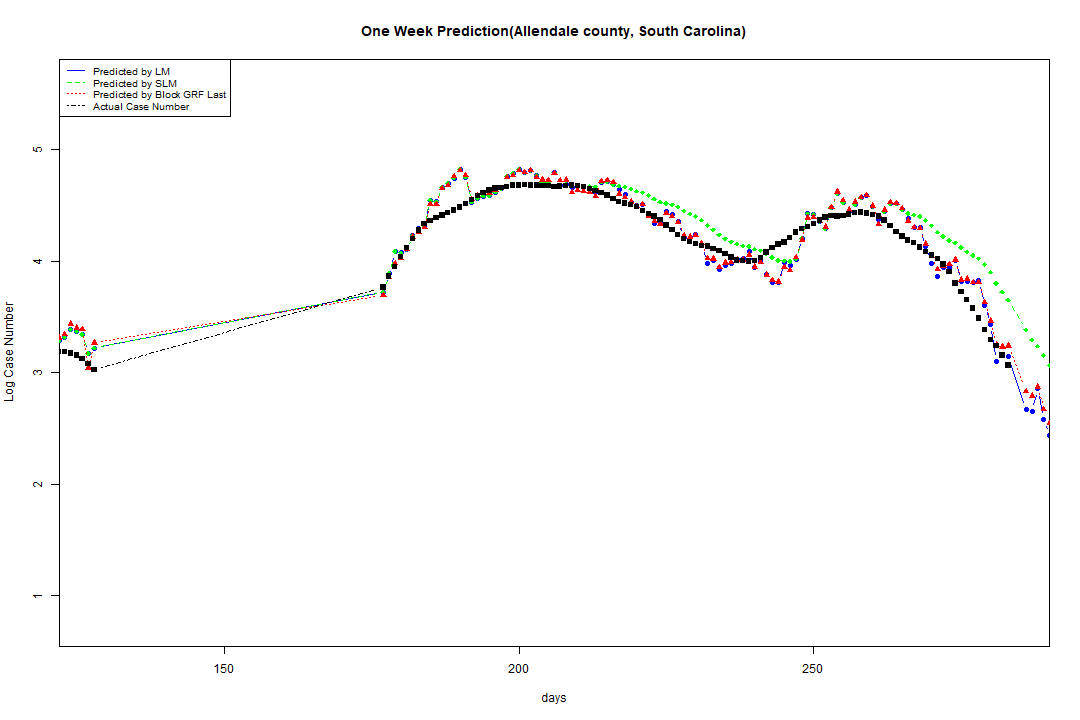 One Week Prediction(Allendale county, South Carolina)
Predicted by LM
Predicted by SLM
Predicted by Block GRF Last
Actual Case Number
5
4
3
2
1
Log Case Number
150 200 250
days